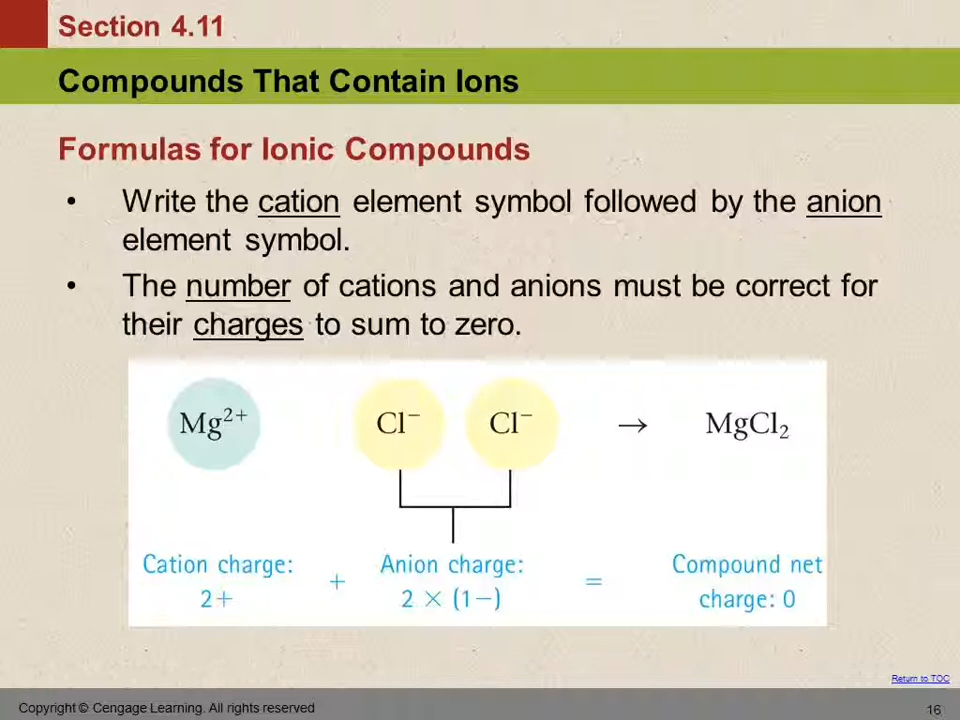 Section 4.11
Compounds That Contain Ions
Formulas for Ionic Compounds
• Write the cation element symbol followed by the anion
element symbol.
• The number of cations and anions must be correct for
their charges to sum to zero.
Mg²⁺ Cl⁻ Cl⁻ → MgCl₂
Cation charge: Anion charge: Compound net
2+ + 2 × (1−) = charge: 0
Return to TOC
Copyright © Cengage Learning. All rights reserved 16